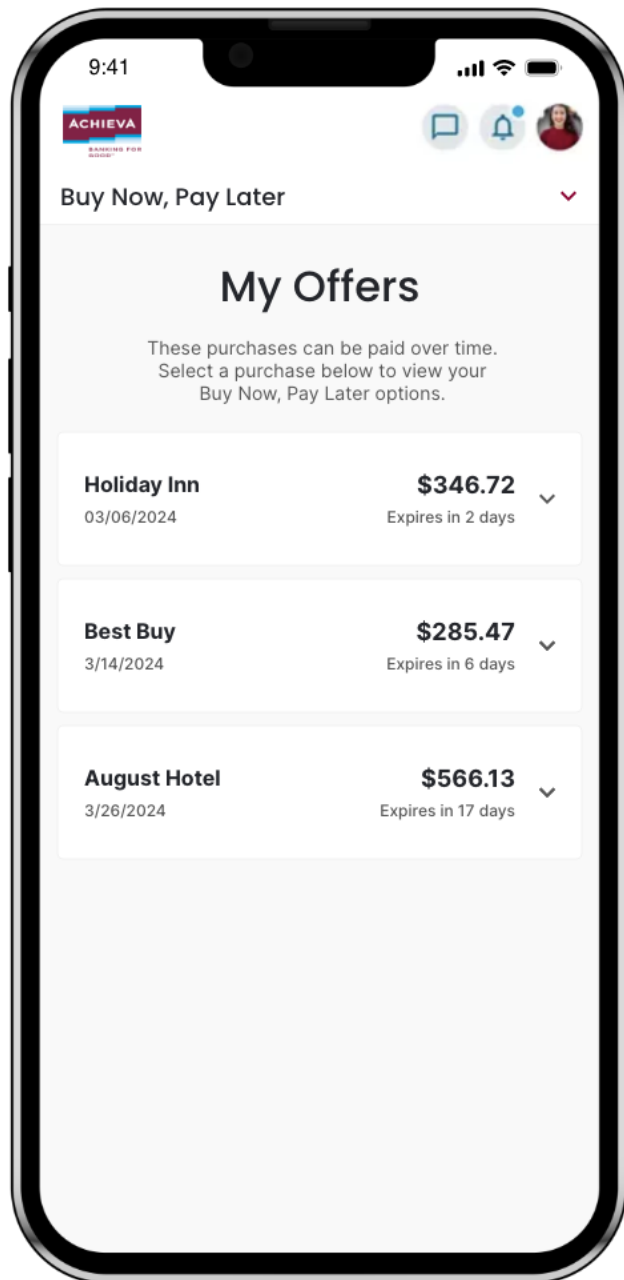 9:41
ACHIEVA
BANKING FOR
GOOD
Buy Now, Pay Later
My Offers
These purchases can be paid over time.
Select a purchase below to view your
Buy Now, Pay Later options.
Holiday Inn
$346.72
03/06/2024
Expires in 2 days
Best Buy
$285.47
3/14/2024
Expires in 6 days
August Hotel
$566.13
3/26/2024
Expires in 17 days